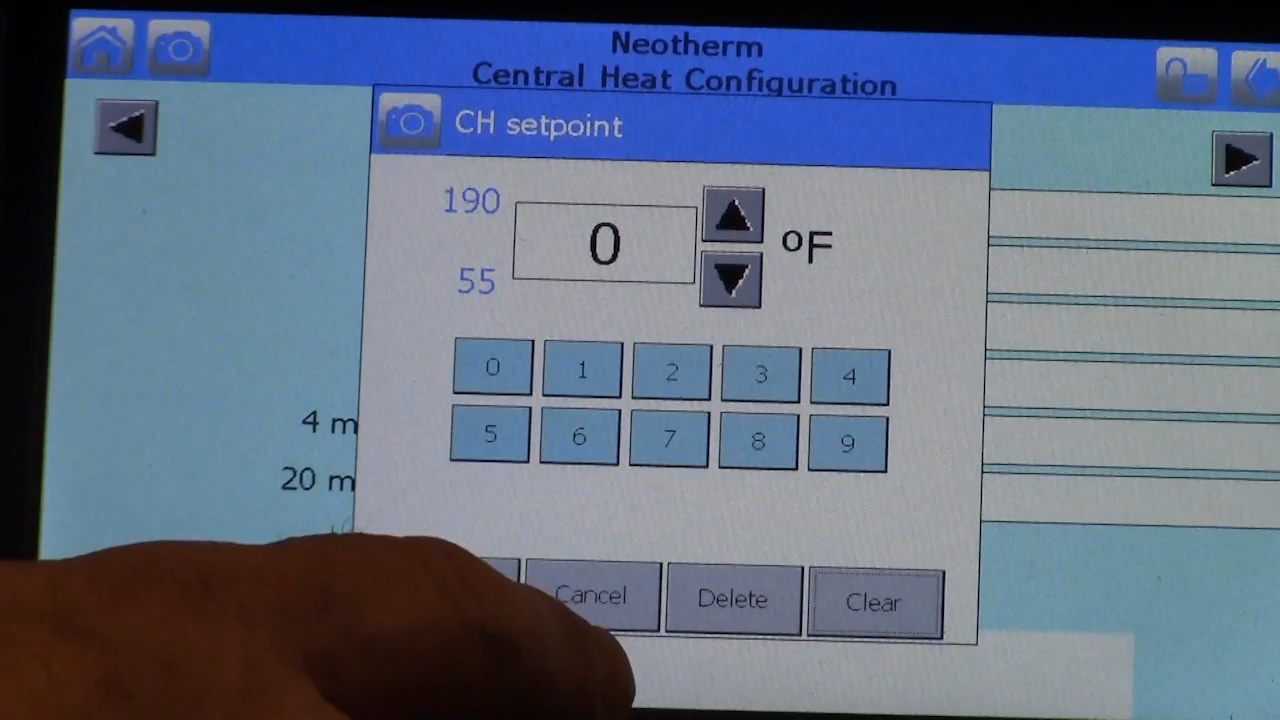 Neotherm
Central Heat Configuration
CH setpoint
190
0
ºF
55
0 1 2 3 4
5 6 7 8 9
4 m
20 m
Cancel Delete Clear